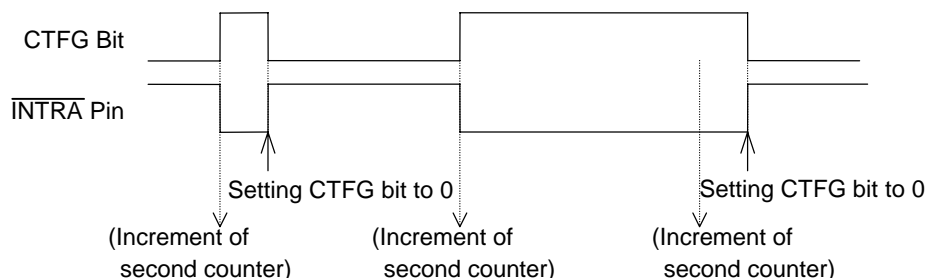 CTFG Bit
INTRA Pin
Setting CTFG bit to 0
Setting CTFG bit to 0
(Increment of
second counter)
(Increment of
second counter)
(Increment of
second counter)